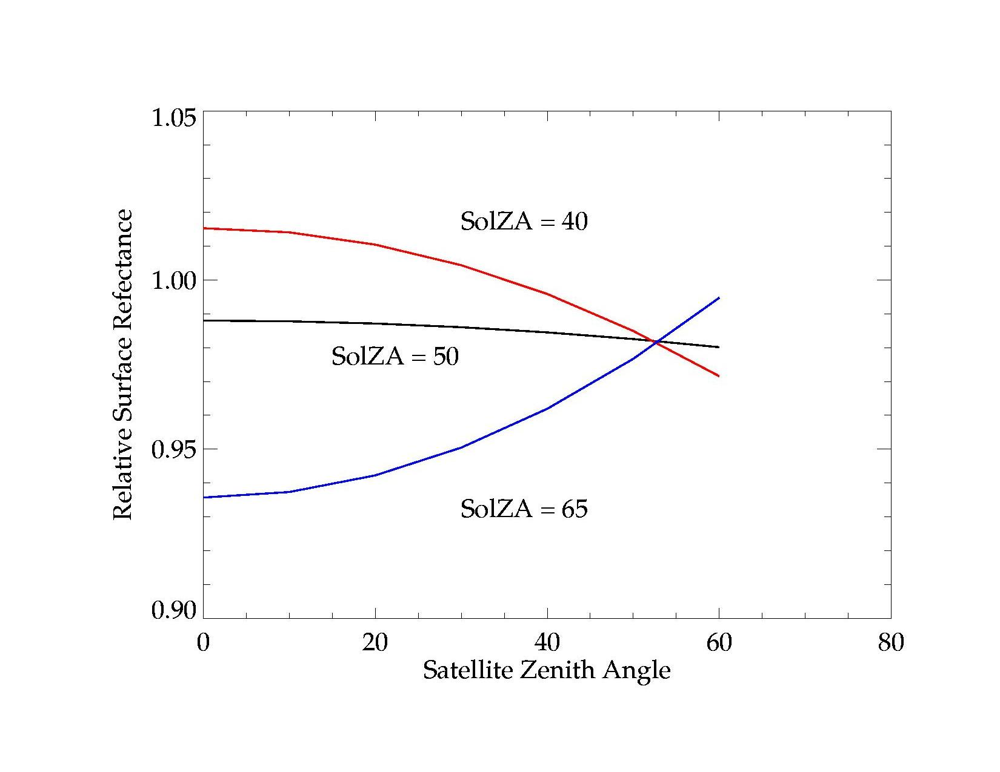 1.05
SolZA = 40
1.00
SolZA = 50
0.95
SolZA = 65
0.90
0 20 40 60 80
Satellite Zenith Angle
Relative Surface Refectance